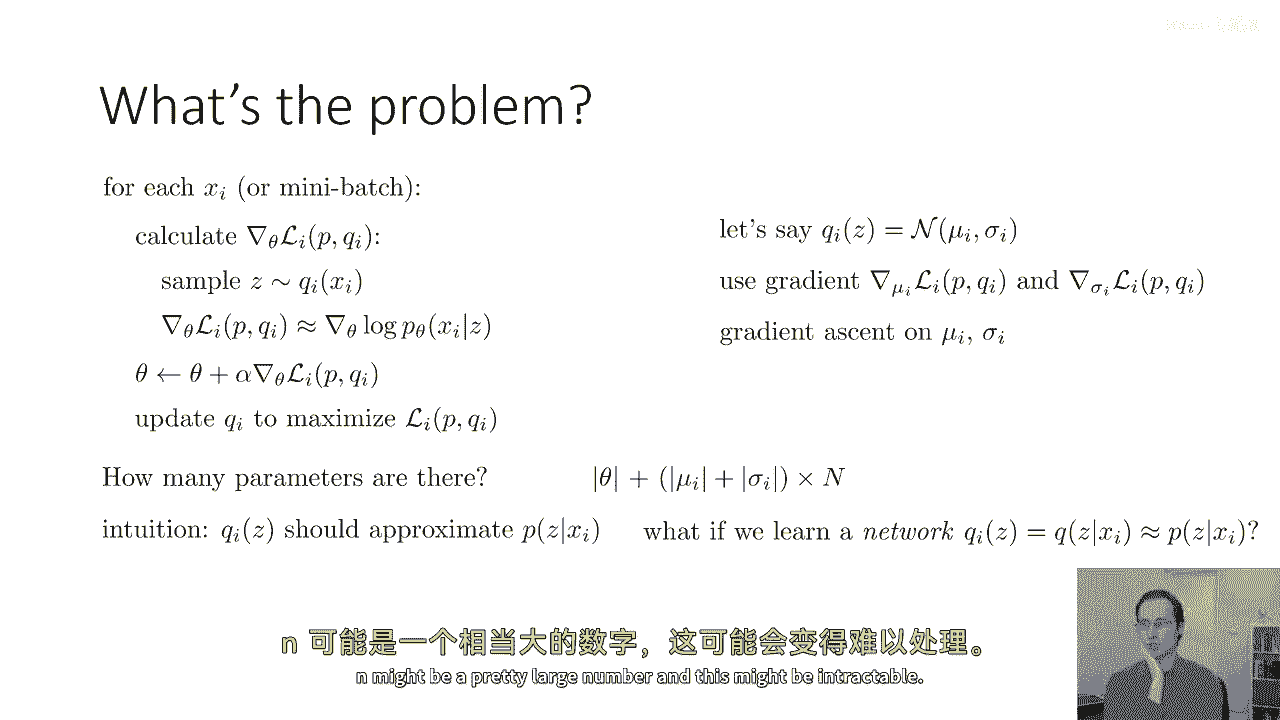 What's the problem?
for each $x_i$ (or mini-batch):
calculate $\nabla_\theta \mathcal{L}_i(p, q_i)$:
sample $z \sim q_i(x_i)$
$\nabla_\theta \mathcal{L}_i(p, q_i) \approx \nabla_\theta \log p_\theta(x_i|z)$
$\theta \leftarrow \theta + \alpha \nabla_\theta \mathcal{L}_i(p, q_i)$
update $q_i$ to maximize $\mathcal{L}_i(p, q_i)$
let's say $q_i(z) = \mathcal{N}(\mu_i, \sigma_i)$
use gradient $\nabla_{\mu_i} \mathcal{L}_i(p, q_i)$ and $\nabla_{\sigma_i} \mathcal{L}_i(p, q_i)$
gradient ascent on $\mu_i$, $\sigma_i$
How many parameters are there? $|\theta| + (|\mu_i| + |\sigma_i|) \times N$
intuition: $q_i(z)$ should approximate $p(z|x_i)$ what if we learn a network $q_i(z) = q(z|x_i) \approx p(z|x_i)$?
n 可能是一个相当大的数字，这可能会变得难以处理。
n might be a pretty large number and this might be intractable.